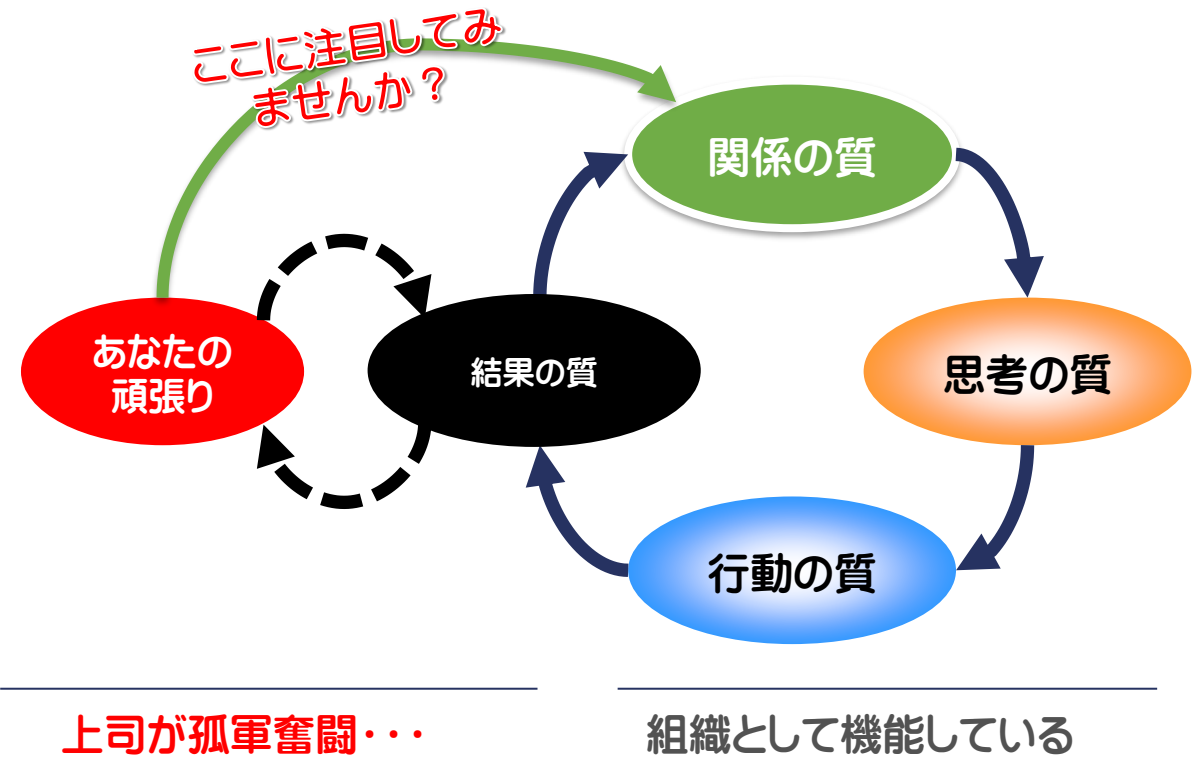 ここに注目してみ
ませんか？
関係の質
あなたの
頑張り
結果の質
思考の質
行動の質
上司が孤軍奮闘・・・
組織として機能している